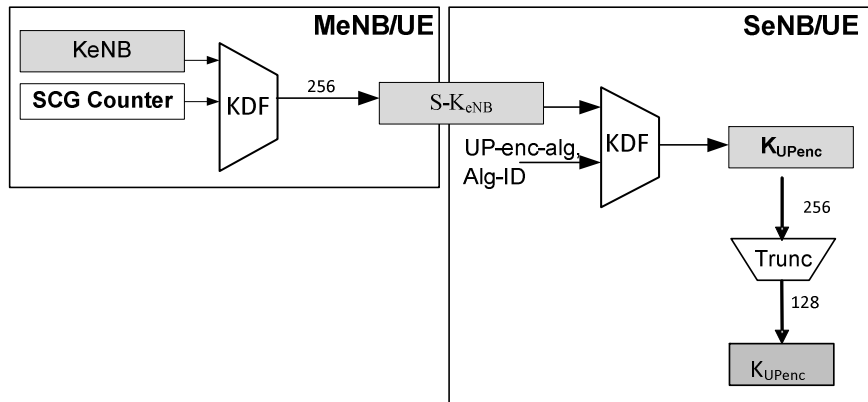 MeNB/UE
KeNB
SCG Counter
KDF
256
S-KeNB
SeNB/UE
UP-enc-alg,
Alg-ID
KDF
KUPenc
256
Trunc
128
KUPenc